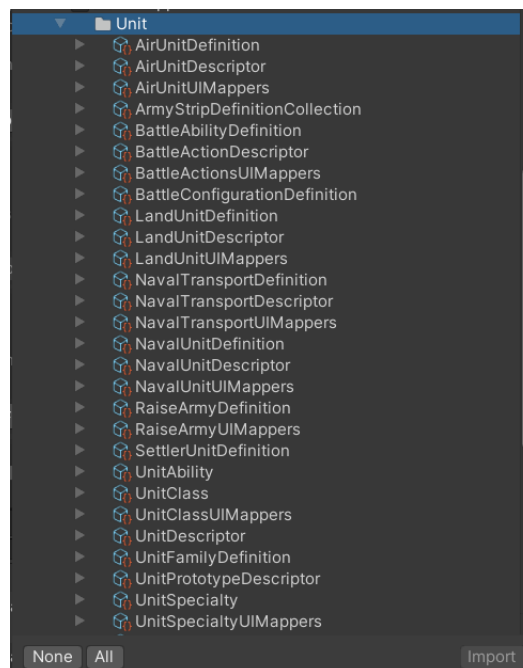 Unit
AirUnitDefinition
AirUnitDescriptor
AirUnitUIMappers
ArmyStripDefinitionCollection
BattleAbilityDefinition
BattleActionDescriptor
BattleActionsUIMappers
BattleConfigurationDefinition
LandUnitDefinition
LandUnitDescriptor
LandUnitUIMappers
NavalTransportDefinition
NavalTransportDescriptor
NavalTransportUIMappers
NavalUnitDefinition
NavalUnitDescriptor
NavalUnitUIMappers
RaiseArmyDefinition
RaiseArmyUIMappers
SettlerUnitDefinition
UnitAbility
UnitClass
UnitClassUIMappers
UnitDescriptor
UnitFamilyDefinition
UnitPrototypeDescriptor
UnitSpecialty
UnitSpecialtyUIMappers
None All Import